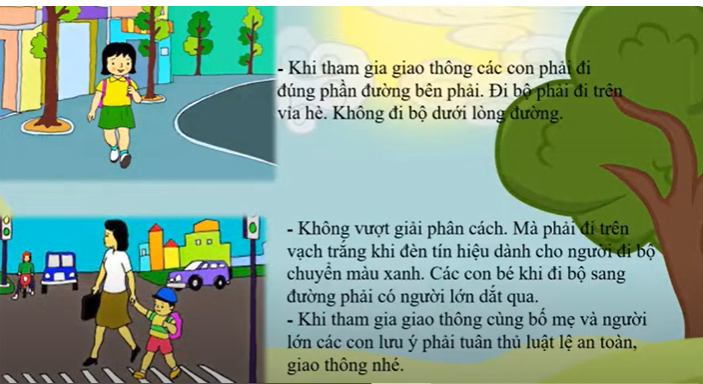 - Khi tham gia giao thông các con phải đi
đúng phần đường bên phải. Đi bộ phải đi trên
vỉa hè. Không đi bộ dưới lòng đường.
- Không vượt giải phân cách. Mà phải đi trên
vạch trắng khi đèn tín hiệu dành cho người đi bộ
chuyển màu xanh. Các con bé khi đi bộ sang
đường phải có người lớn dắt qua.
- Khi tham gia giao thông cùng bố mẹ và người
lớn các con lưu ý phải tuân thủ luật lệ an toàn,
giao thông nhé.